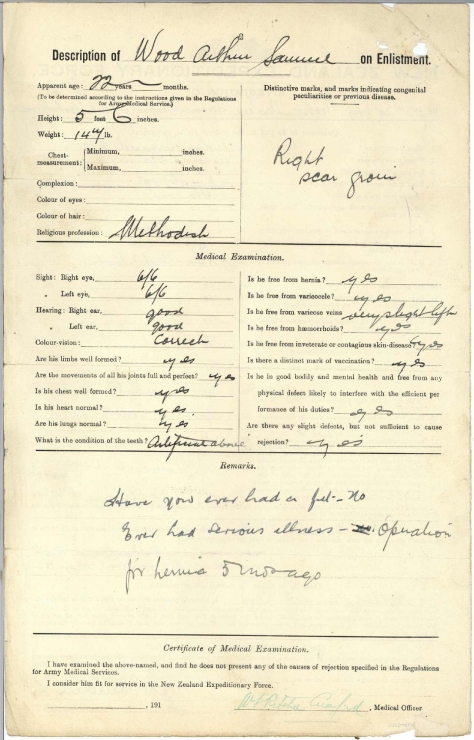 Description of Wood Arthur Samuel on Enlistment.
Apparent age: 22 years months.
(To be determined according to the instructions given in the Regulations
for Army Medical Service.)
Height: 5 feet 6 inches.
Weight: 144 lb.
Chest-measurement: Minimum, inches.
Maximum, inches.
Complexion:
Colour of eyes:
Colour of hair:
Religious profession: Methodist
Distinctive marks, and marks indicating congenital
peculiarities or previous disease.
Right
scar groin
Medical Examination.
Sight: Right eye, 6/6
" Left eye, 6/6
Hearing: Right ear, good
" Left ear, good
Colour-vision: Correct
Are his limbs well formed? yes
Are the movements of all his joints full and perfect? yes
Is his chest well formed? yes
Is his heart normal? yes
Are his lungs normal? yes
What is the condition of the teeth? Artificial above
Is he free from hernia? yes
Is he free from varicocele? yes
Is he free from varicose veins very slight left
Is he free from hæmorrhoids? yes
Is he free from inveterate or contagious skin-disease? yes
Is there a distinct mark of vaccination? yes
Is he in good bodily and mental health and free from any
physical defect likely to interfere with the efficient per
formance of his duties? yes
Are there any slight defects, but not sufficient to cause
rejection? yes
Remarks.
Have you ever had a fit - no
Ever had serious illness - operation
for hernia 5 mos ago
Certificate of Medical Examination.
I have examined the above-named, and find he does not present any of the causes of rejection specified in the Regulations
for Army Medical Services.
I consider him fit for service in the New Zealand Expeditionary Force.
, 191 , Medical Officer